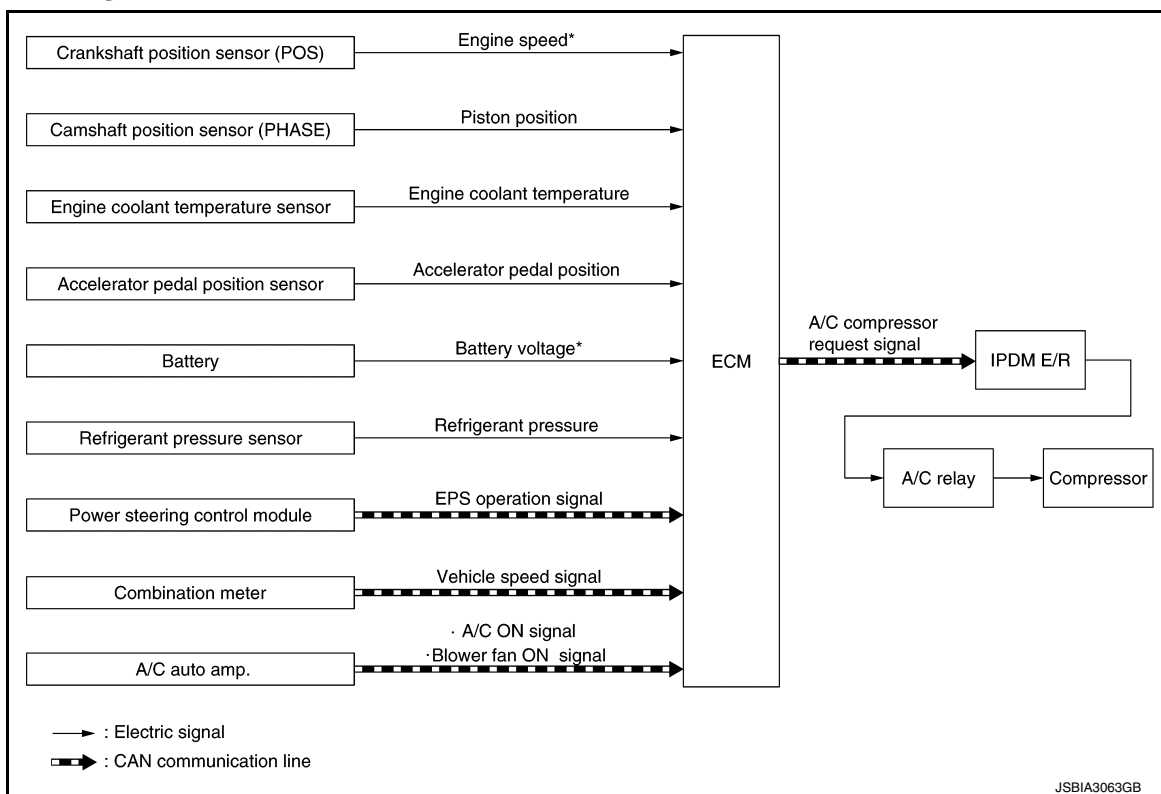 Crankshaft position sensor (POS)
Engine speed*
Camshaft position sensor (PHASE)
Piston position
Engine coolant temperature sensor
Engine coolant temperature
Accelerator pedal position sensor
Accelerator pedal position
Battery
Battery voltage*
Refrigerant pressure sensor
Refrigerant pressure
Power steering control module
EPS operation signal
Combination meter
Vehicle speed signal
A/C auto amp.
· A/C ON signal
·Blower fan ON signal
ECM
A/C compressor
request signal
IPDM E/R
A/C relay
Compressor
: Electric signal
: CAN communication line
JSBIA3063GB